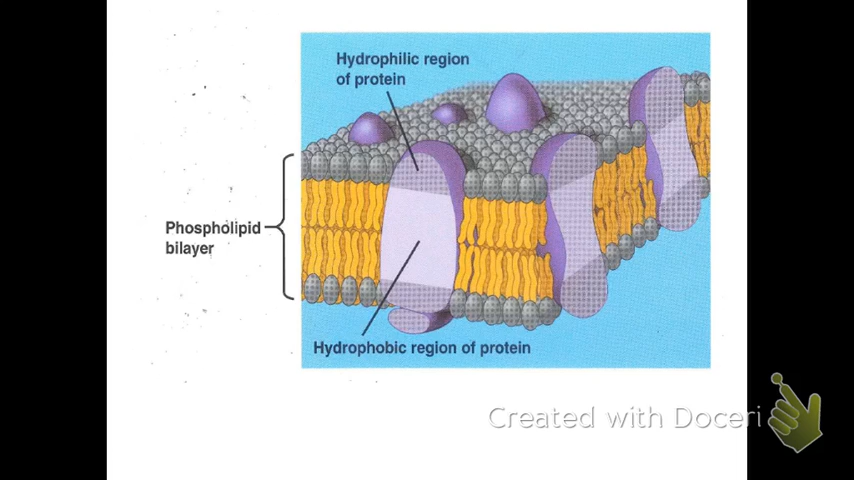 Hydrophilic region
of protein
Phospholipid
bilayer
Hydrophobic region of protein
Created with Doceri